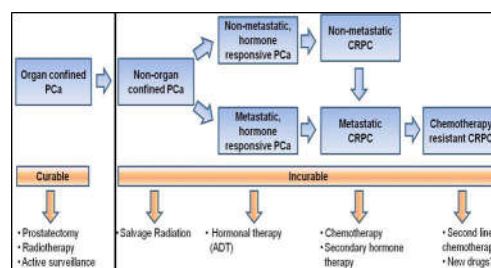 Organ confined
PCa
Non-organ
confined PCa
Non-metastatic,
hormone
responsive PCa
Non-metastatic
CRPC
Metastatic,
hormone
responsive PCa
Metastatic
CRPC
Chemotherapy
resistant CRPC
Curable
Incurable
• Prostatectomy
• Radiotherapy
• Active surveillance
• Salvage Radiation
• Hormonal therapy
(ADT)
• Chemotherapy
• Secondary hormone
therapy
• Second line
chemotherapy
• New drugs?